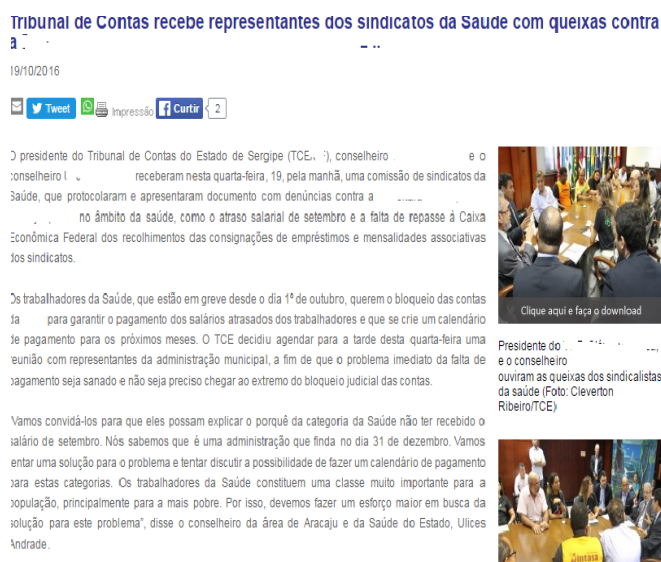 Tribunal de Contas recebe representantes dos sindicatos da Saúde com queixas contra
a
19/10/2016
Tweet
Impressão
Curtir
2
O presidente do Tribunal de Contas do Estado de Sergipe (TCE), conselheiro e o
conselheiro receberam nesta quarta-feira, 19, pela manhã, uma comissão de sindicatos da
Saúde, que protocolaram e apresentaram documento com denúncias contra a
no âmbito da saúde, como o atraso salarial de setembro e a falta de repasse à Caixa
Econômica Federal dos recolhimentos das consignações de empréstimos e mensalidades associativas
dos sindicatos.
Os trabalhadores da Saúde, que estão em greve desde o dia 1º de outubro, querem o bloqueio das contas
da para garantir o pagamento dos salários atrasados dos trabalhadores e que se crie um calendário
de pagamento para os próximos meses. O TCE decidiu agendar para a tarde desta quarta-feira uma
reunião com representantes da administração municipal, a fim de que o problema imediato da falta de
pagamento seja sanado e não seja preciso chegar ao extremo do bloqueio judicial das contas.
"Vamos convidá-los para que eles possam explicar o porquê da categoria da Saúde não ter recebido o
salário de setembro. Nós sabemos que é uma administração que finda no dia 31 de dezembro. Vamos
tentar uma solução para o problema e tentar discutir a possibilidade de fazer um calendário de pagamento
para estas categorias. Os trabalhadores da Saúde constituem uma classe muito importante para a
população, principalmente para a mais pobre. Por isso, devemos fazer um esforço maior em busca da
solução para este problema", disse o conselheiro da área de Aracaju e da Saúde do Estado, Ulices
Andrade.
Clique aqui e faça o download
Presidente do
e o conselheiro
ouviram as queixas dos sindicalistas
da saúde (Foto: Cleverton
Ribeiro/TCE)
Sintasa